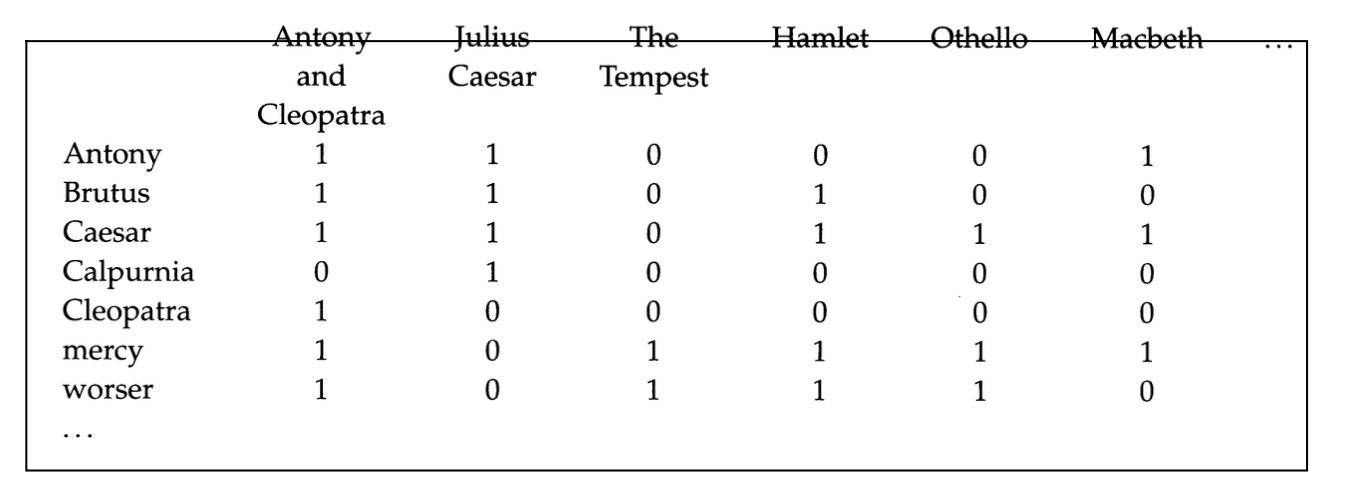 Antony Julius The Hamlet Othello Macbeth ...
and Caesar Tempest
Cleopatra
Antony 1 1 0 0 0 1
Brutus 1 1 0 1 0 0
Caesar 1 1 0 1 1 1
Calpurnia 0 1 0 0 0 0
Cleopatra 1 0 0 0 0 0
mercy 1 0 1 1 1 1
worser 1 0 1 1 1 0
...